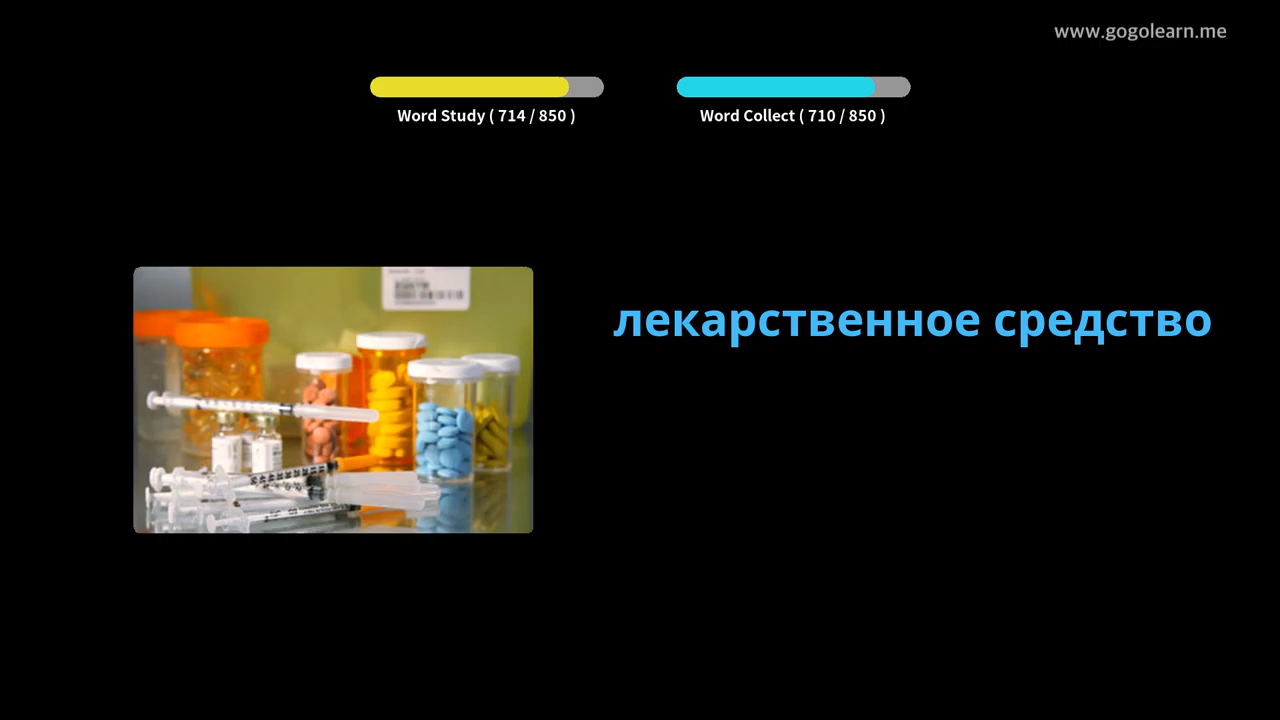 www.gogolearn.me
Word Study ( 714 / 850 )
Word Collect ( 710 / 850 )
лекарственное средство